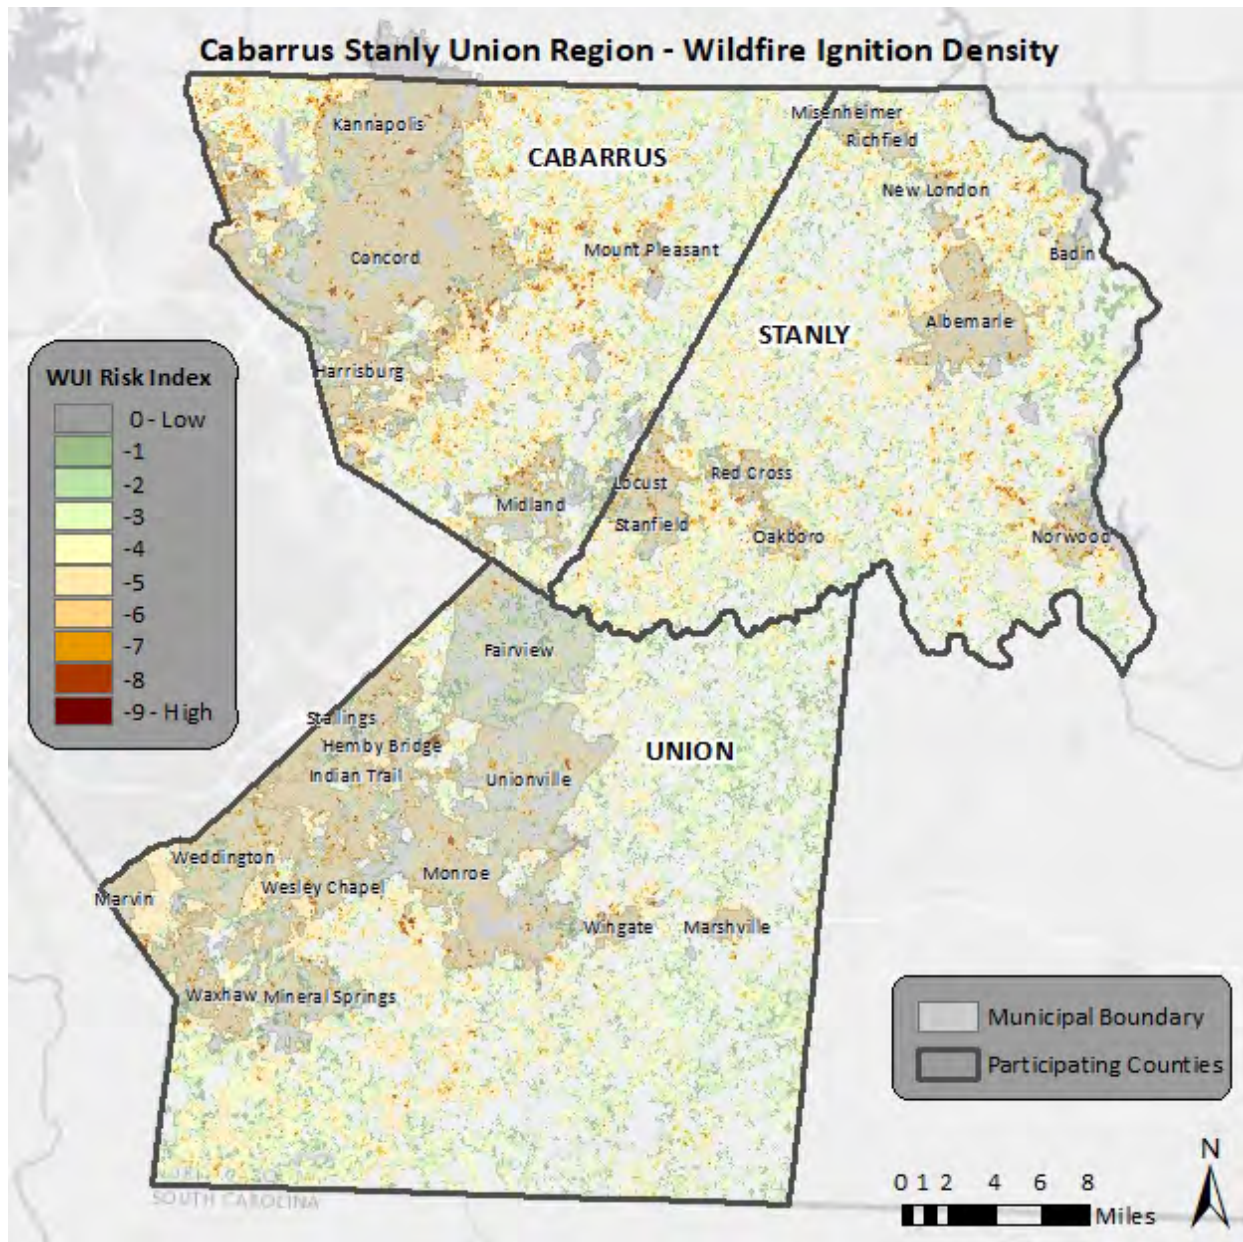 Cabarrus Stanly Union Region - Wildfire Ignition Density
Misenheimer
Kannapolis
Richfield
CABARRUS
New London
Mount Pleasant
Badin
Concord
Albemarle
STANLY
Harrisburg
WUI Risk Index
0 - Low
-1
-2
-3
-4
-5
-6
-7
-8
-9 - High
Red Cross
Locust
Midland
Stanfield
Oakboro
Norwood
Fairview
Stallings
Hemby Bridge
UNION
Indian Trail
Unionville
Weddington
Monroe
Wesley Chapel
Marvin
Wingate
Marshville
Waxhaw
Mineral Springs
Municipal Boundary
Participating Counties
SOUTH CAROLINA
N
0 1 2 4 6 8
Miles